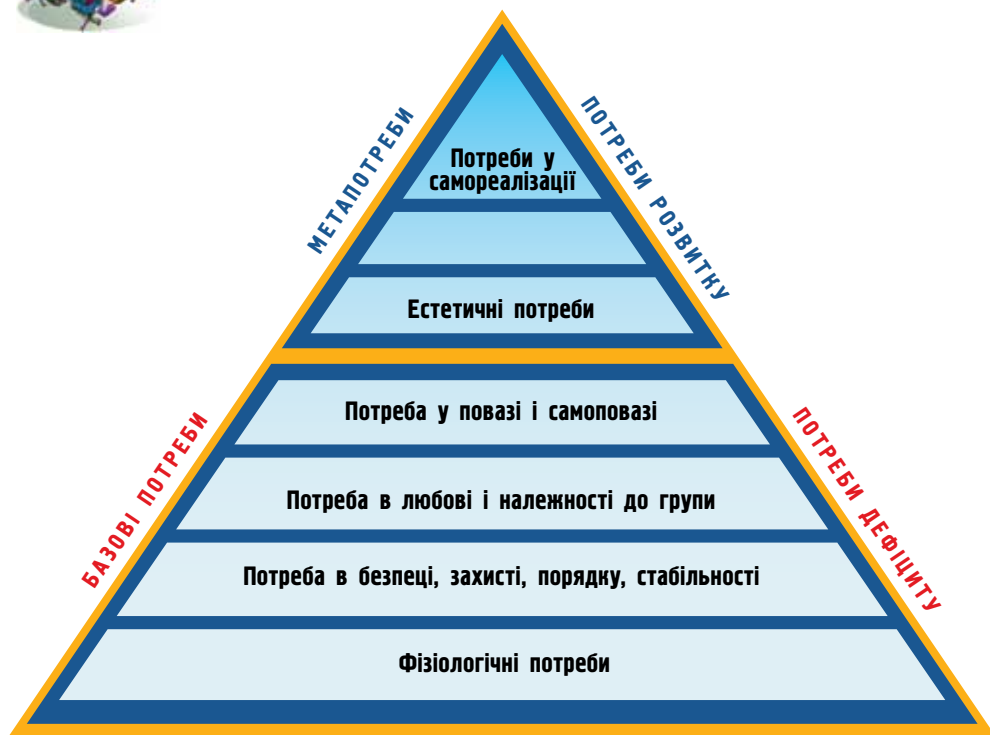 МЕТАПОТРЕБИ
ПОТРЕБИ РОЗВИТКУ
Потреби у
самореалізації
Естетичні потреби
БАЗОВІ ПОТРЕБИ
ПОТРЕБИ ДЕФІЦИТУ
Потреба у повазі і самоповазі
Потреба в любові і належності до групи
Потреба в безпеці, захисті, порядку, стабільності
Фізіологічні потреби